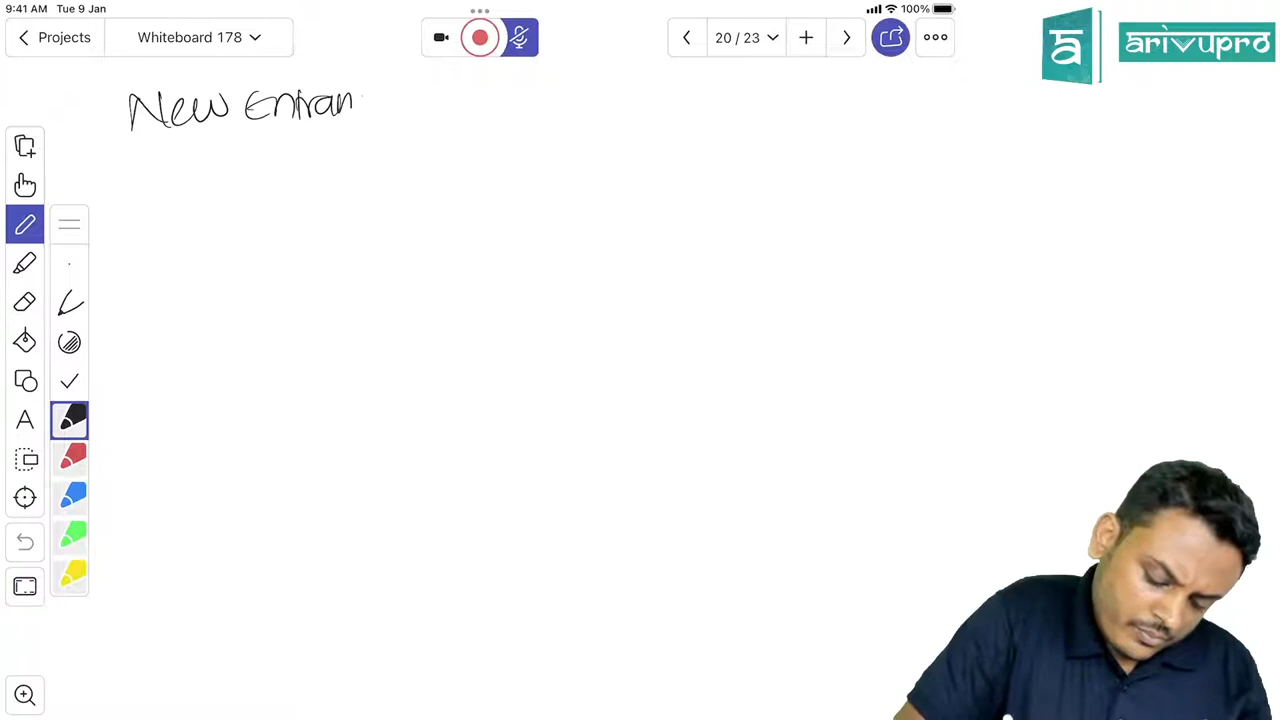 9:41 AM Tue 9 Jan
100%
Projects
Whiteboard 178
20 / 23
a
arivupro
New Entran
A